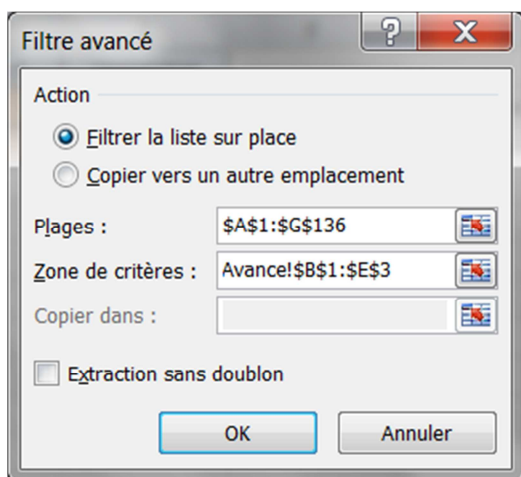 Filtre avancé
Action
Filtrer la liste sur place
Copier vers un autre emplacement
Plages : $A$1:$G$136
Zone de critères : Avance!$B$1:$E$3
Copier dans :
Extraction sans doublon
OK Annuler